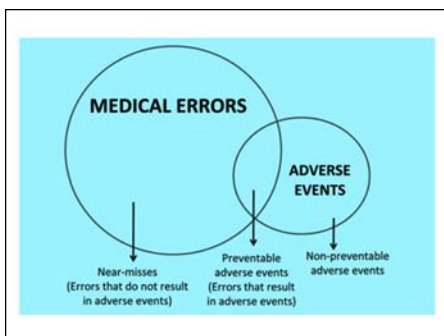 MEDICAL ERRORS
ADVERSE
EVENTS
Near-misses
(Errors that do not result
in adverse events)
Preventable
adverse events
(Errors that result
in adverse events)
Non-preventable
adverse events